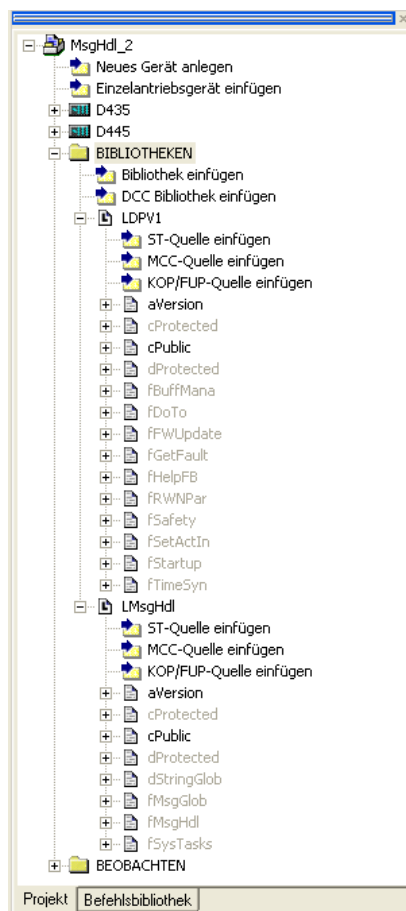 MsgHdl_2
Neues Gerät anlegen
Einzelantriebsgerät einfügen
D435
D445
BIBLIOTHEKEN
Bibliothek einfügen
DCC Bibliothek einfügen
LDPV1
ST-Quelle einfügen
MCC-Quelle einfügen
KOP/FUP-Quelle einfügen
aVersion
cProtected
cPublic
dProtected
fBuffMana
fDoTo
fFWUpdate
fGetFault
fHelpFB
fRWNPar
fSafety
fSetActIn
fStartup
fTimeSyn
LMsgHdl
ST-Quelle einfügen
MCC-Quelle einfügen
KOP/FUP-Quelle einfügen
aVersion
cProtected
cPublic
dProtected
dStringGlob
fMsgGlob
fMsgHdl
fSysTasks
BEOBACHTEN
Projekt Befehlsbibliothek